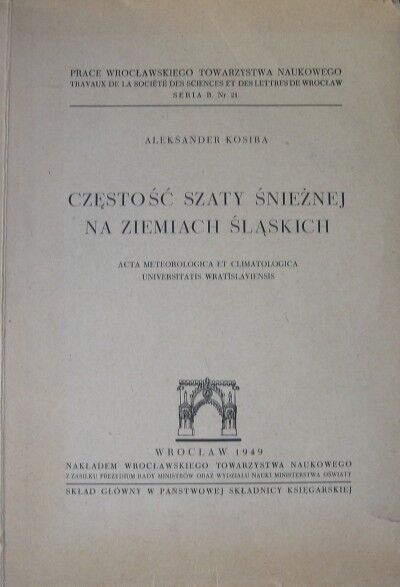 PRACE WROCŁAWSKIEGO TOWARZYSTWA NAUKOWEGO
TRAVAUX DE LA SOCIÉTÉ DES SCIENCES ET DES LETTRES DE WROCŁAW
SERIA B. Nr 21
ALEKSANDER KOSIBA
CZĘSTOŚĆ SZATY ŚNIEŻNEJ
NA ZIEMIACH ŚLĄSKICH
ACTA METEOROLOGICA ET CLIMATOLOGICA
UNIVERSITATIS WRATISLAVIENSIS
WROCŁAW 1949
NAKŁADEM WROCŁAWSKIEGO TOWARZYSTWA NAUKOWEGO
Z ZASIŁKU PREZYDIUM RADY MINISTRÓW ORAZ WYDZIAŁU NAUKI MINISTERSTWA OŚWIATY
SKŁAD GŁÓWNY W PAŃSTWOWEJ SKŁADNICY KSIĘGARSKIEJ